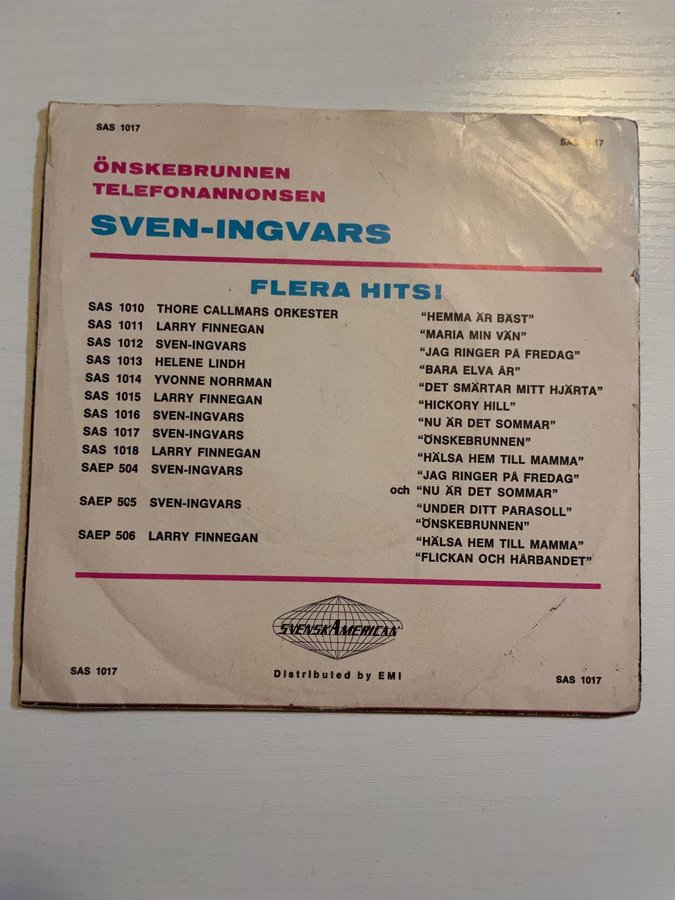 SAS 1017 SAS 1017
ÖNSKEBRUNNEN
TELEFONANNONSEN
SVEN-INGVARS
FLERA HITS!
SAS 1010 THORE CALLMARS ORKESTER "HEMMA ÄR BÄST"
SAS 1011 LARRY FINNEGAN "MARIA MIN VÄN"
SAS 1012 SVEN-INGVARS "JAG RINGER PÅ FREDAG"
SAS 1013 HELENE LINDH "BARA ELVA ÅR"
SAS 1014 YVONNE NORRMAN "DET SMÄRTAR MITT HJÄRTA"
SAS 1015 LARRY FINNEGAN "HICKORY HILL"
SAS 1016 SVEN-INGVARS "NU ÄR DET SOMMAR"
SAS 1017 SVEN-INGVARS "ÖNSKEBRUNNEN"
SAS 1018 LARRY FINNEGAN "HÄLSA HEM TILL MAMMA"
SAEP 504 SVEN-INGVARS "JAG RINGER PÅ FREDAG"
och "NU ÄR DET SOMMAR"
SAEP 505 SVEN-INGVARS "UNDER DITT PARASOLL"
"ÖNSKEBRUNNEN"
SAEP 506 LARRY FINNEGAN "HÄLSA HEM TILL MAMMA"
"FLICKAN OCH HÅRBANDET"
SVENSKAMERICAN
Distributed by EMI
SAS 1017 SAS 1017